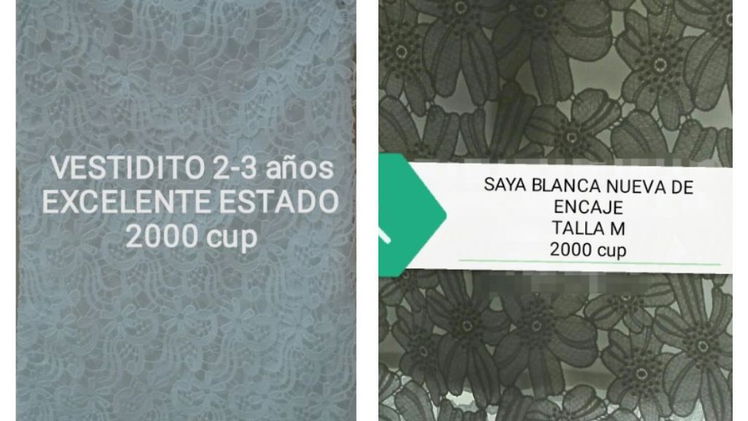 VESTIDITO 2-3 años
EXCELENTE ESTADO
2000 cup
SAYA BLANCA NUEVA DE
ENCAJE
TALLA M
2000 cup